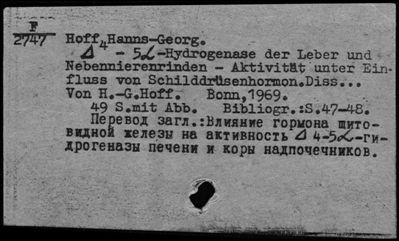 F
2747
Hoff, Hanns-Georg.
Δ 4 - 5α-Hydrogenase der Leber und
Nebennierenrinden - Aktivität unter Ein-
fluss von Schilddrüsenhormon.Diss...
Von H.-G.Hoff. Bonn,1969.
49 S.mit Abb. Bibliogr.:S.47-48.
Перевод загл.:Влияние гормона щито-
видной железы на активность Δ 4-5α-ги-
дрогеназы печени и коры надпочечников.